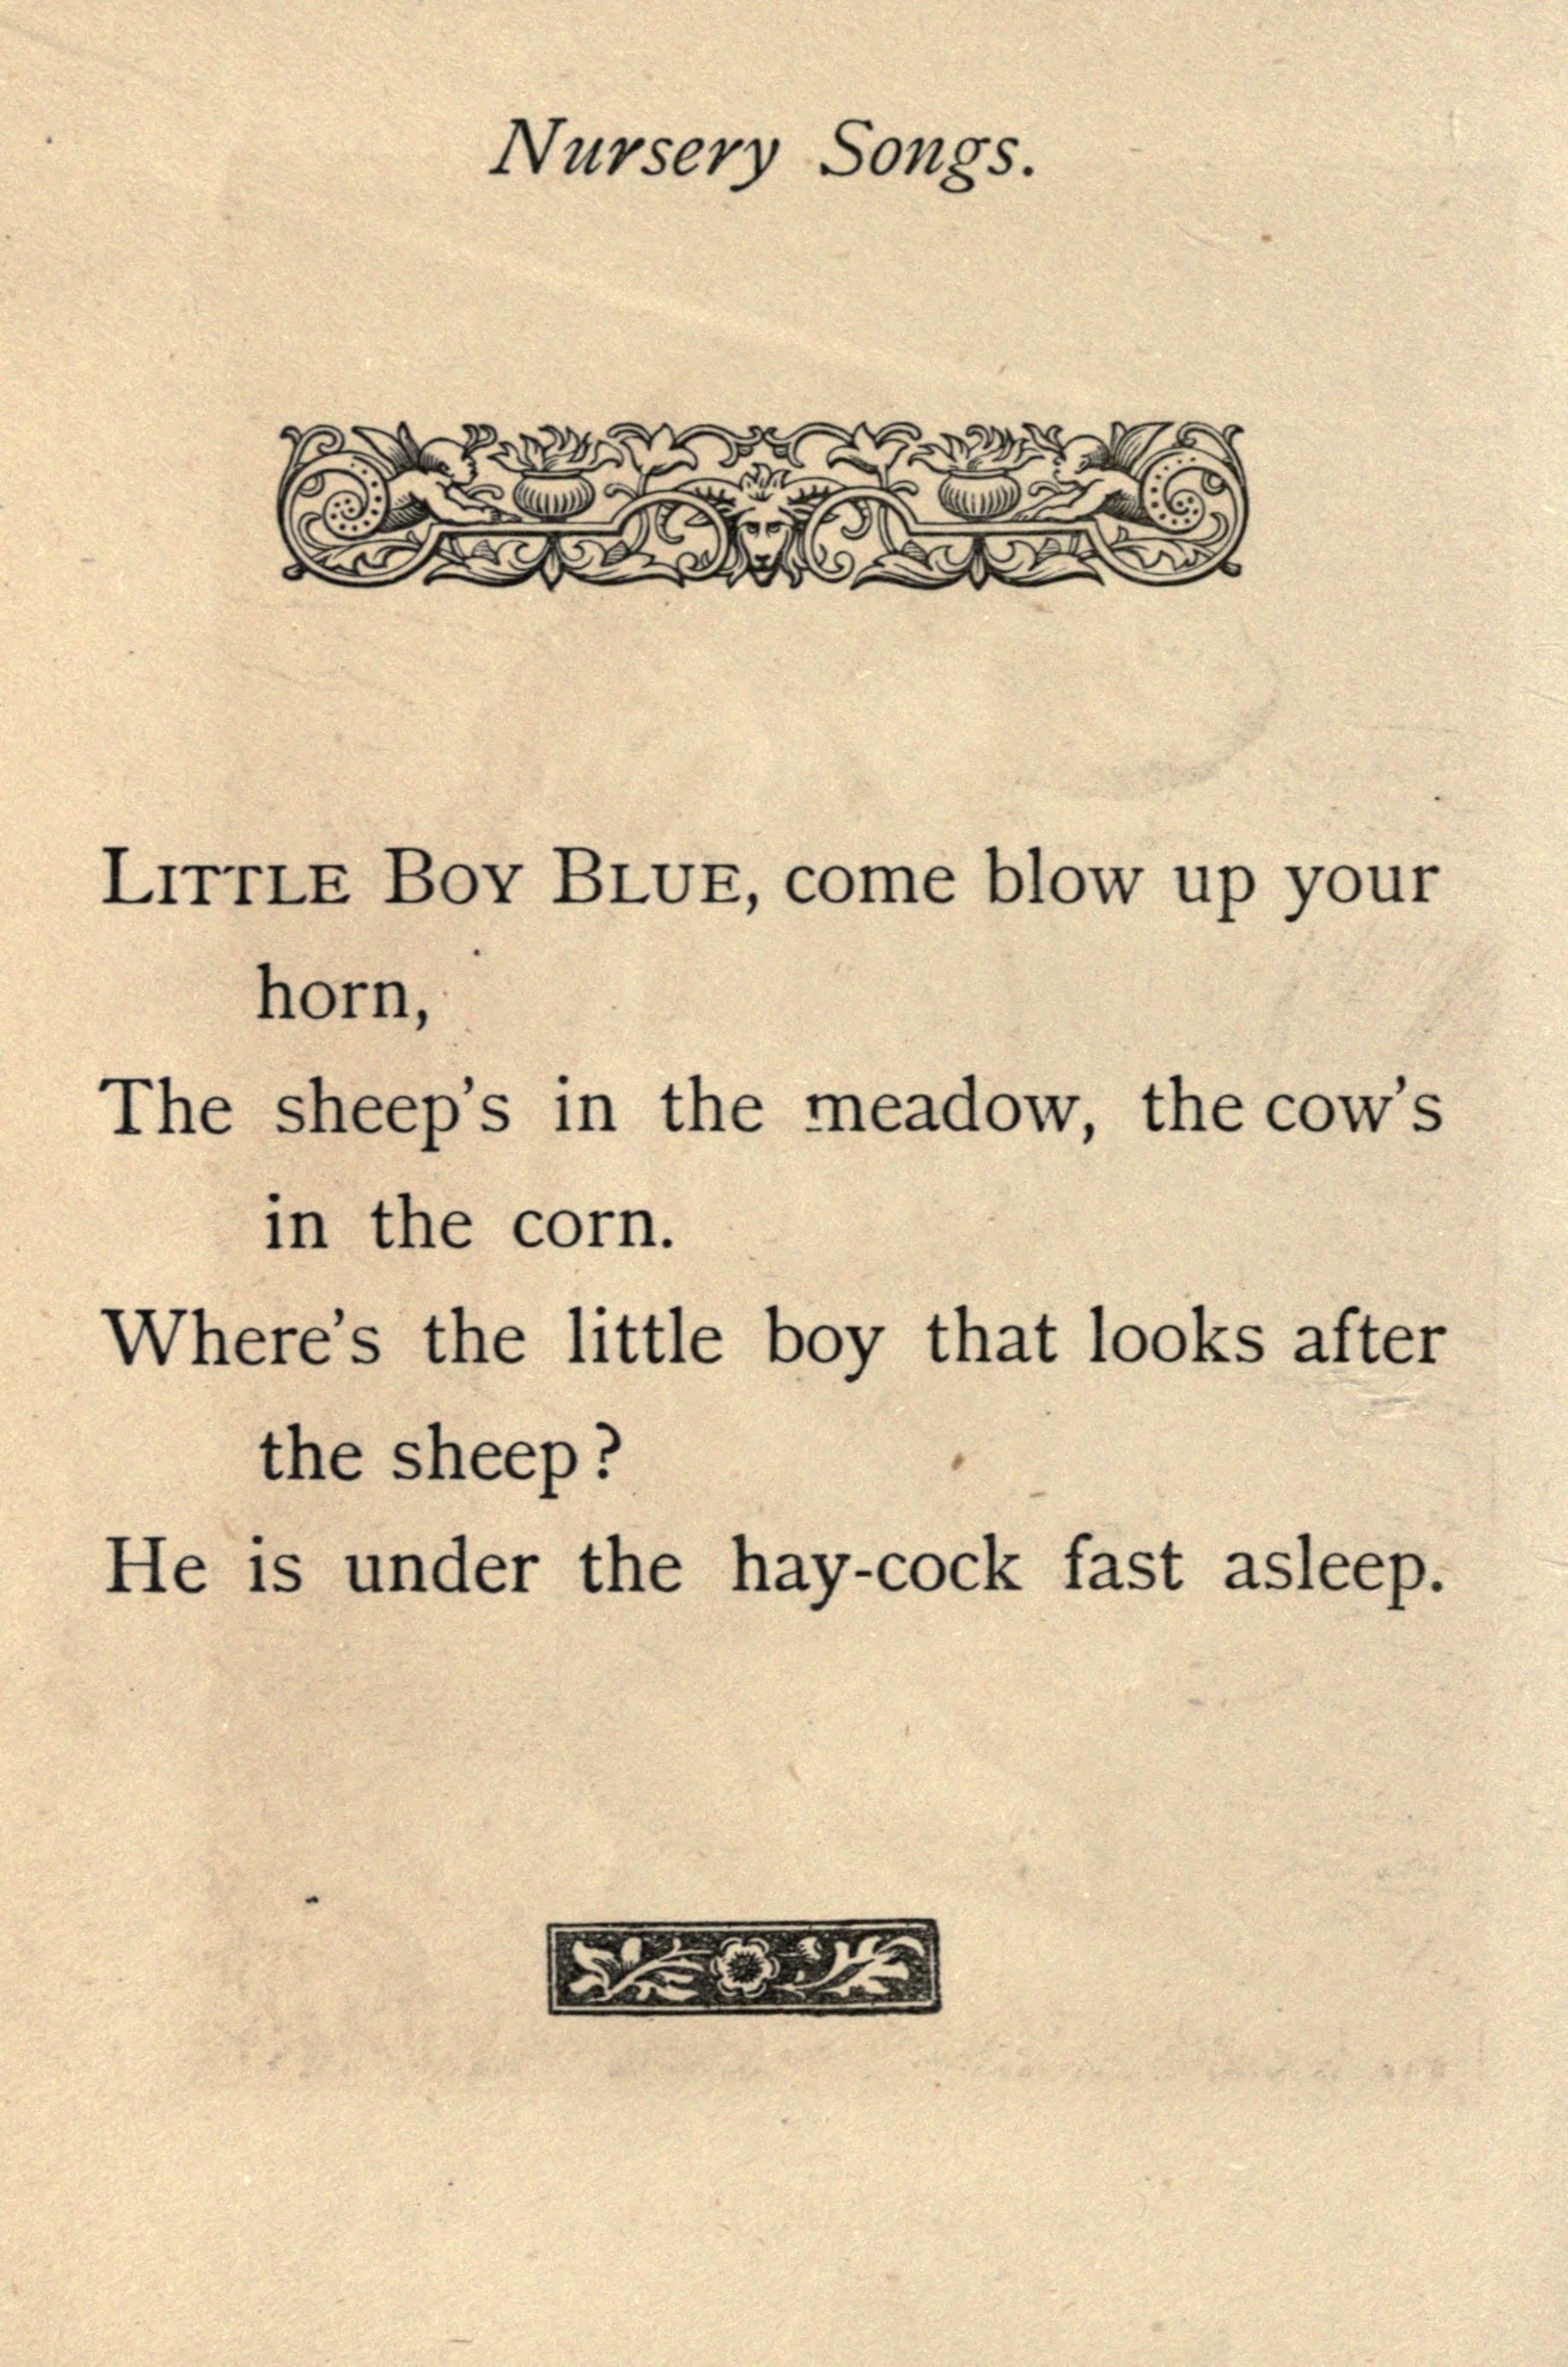 Nursery Songs.
LITTLE BOY BLUE, come blow up your
horn,
The sheep's in the meadow, the cow's
in the corn.
Where's the little boy that looks after
the sheep?
He is under the hay-cock fast asleep.